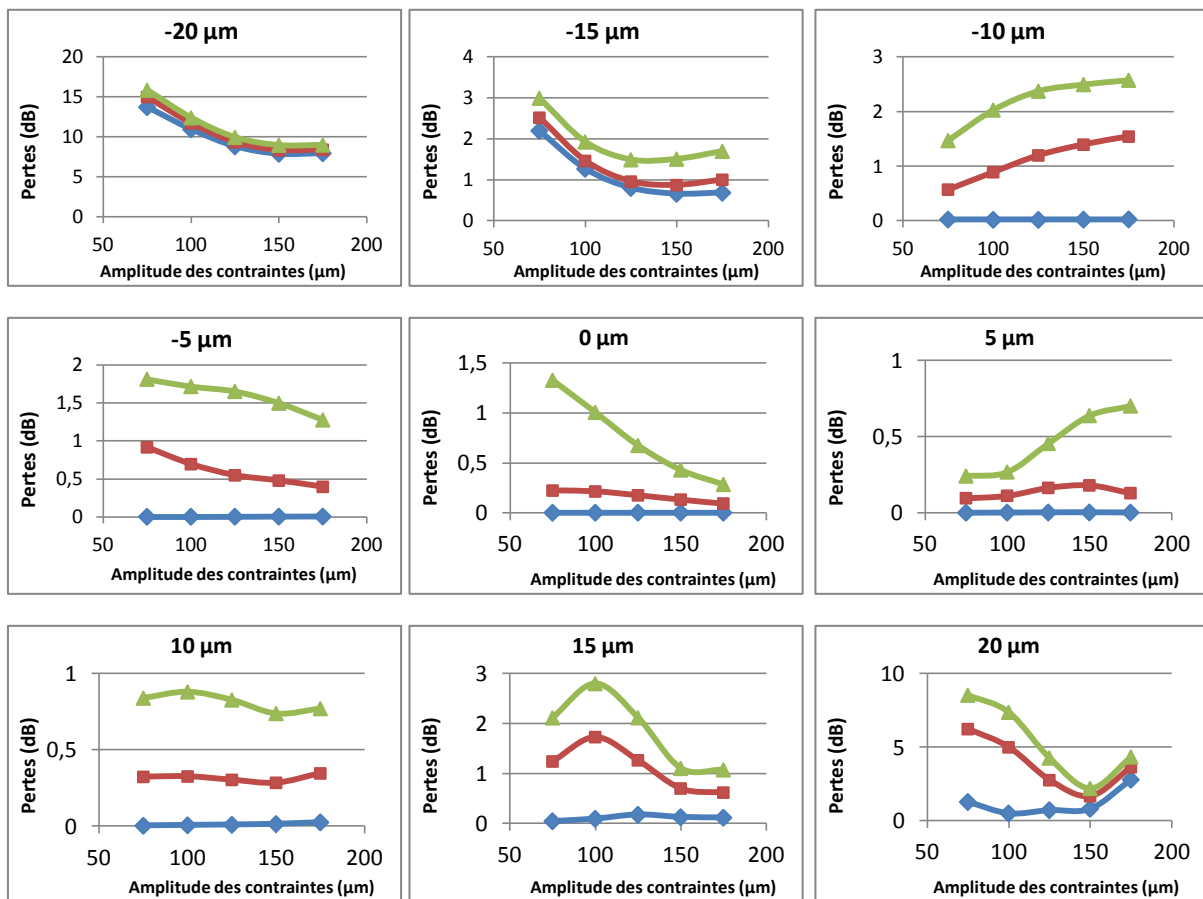 -20 µm
20
15
10
5
0
50 100 150 200
Pertes (dB)
Amplitude des contraintes (µm)
-15 µm
4
3
2
1
0
50 100 150 200
Pertes (dB)
Amplitude des contraintes (µm)
-10 µm
3
2
1
0
50 100 150 200
Pertes (dB)
Amplitude des contraintes (µm)
-5 µm
2
1,5
1
0,5
0
50 100 150 200
Pertes (dB)
Amplitude des contraintes (µm)
0 µm
1,5
1
0,5
0
50 100 150 200
Pertes (dB)
Amplitude des contraintes (µm)
5 µm
1
0,5
0
50 100 150 200
Pertes (dB)
Amplitude des contraintes (µm)
10 µm
1
0,5
0
50 100 150 200
Pertes (dB)
Amplitude des contraintes (µm)
15 µm
3
2
1
0
50 100 150 200
Pertes (dB)
Amplitude des contraintes (µm)
20 µm
10
5
0
50 100 150 200
Pertes (dB)
Amplitude des contraintes (µm)